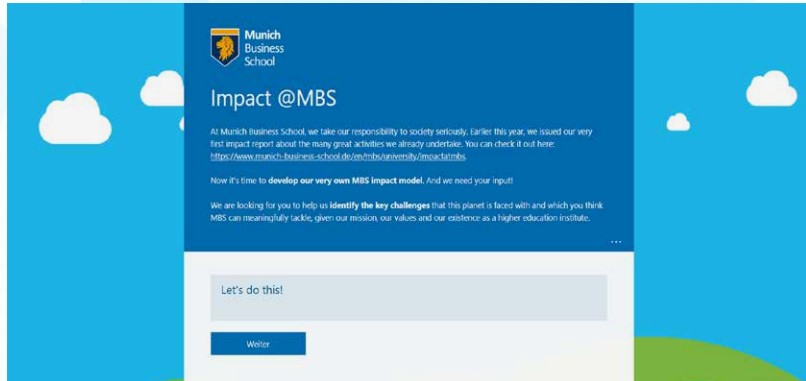 Munich
Business
School
Impact @MBS
At Munich Business School, we take our responsibility to society seriously. Earlier this year, we issued our very
first impact report about the many great activities we already undertake. You can check it out here:
https://www.munich-business-school.de/en/mbs/university/impactatmbs.
Now it's time to develop our very own MBS impact model. And we need your input!
We are looking for you to help us identify the key challenges that this planet is faced with and which you think
MBS can meaningfully tackle, given our mission, our values and our existence as a higher education institute.
...
Let's do this!
Weiter